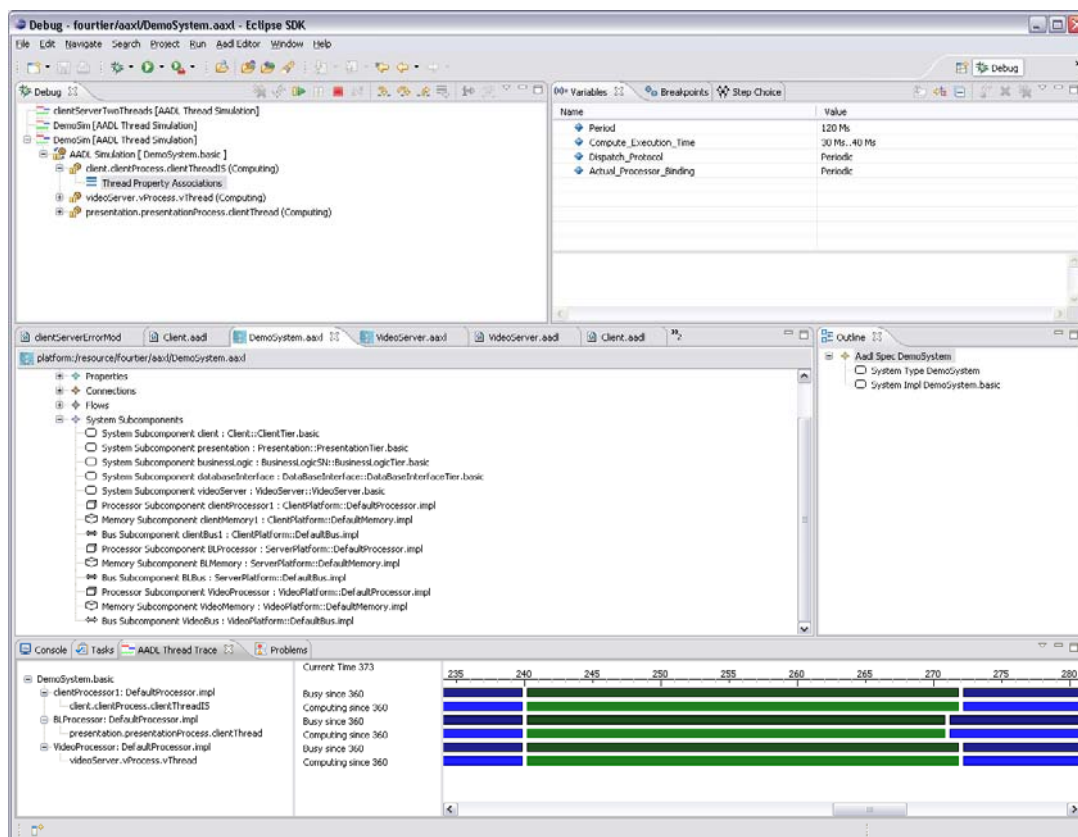 Debug - fourtier/aaxl/DemoSystem.aaxl - Eclipse SDK
File Edit Navigate Search Project Run Aadl Editor Window Help
Debug
Debug
clientServerTwoThreads [AADL Thread Simulation]
DemoSim [AADL Thread Simulation]
DemoSim [AADL Thread Simulation]
AADL Simulation [ DemoSystem.basic ]
client.clientProcess.clientThreadIS (Computing)
Thread Property Associations
videoServer.vProcess.vThread (Computing)
presentation.presentationProcess.clientThread (Computing)
Variables Breakpoints Step Choice
Name Value
Period 120 Ms
Compute_Execution_Time 30 Ms..40 Ms
Dispatch_Protocol Periodic
Actual_Processor_Binding Periodic
clientServerErrorMod Client.aadl DemoSystem.aaxl VideoServer.aaxl VideoServer.aadl Client.aadl »2
platform:/resource/fourtier/aaxl/DemoSystem.aaxl
Properties
Connections
Flows
System Subcomponents
System Subcomponent client : Client::ClientTier.basic
System Subcomponent presentation : Presentation::PresentationTier.basic
System Subcomponent businessLogic : BusinessLogicSN::BusinessLogicTier.basic
System Subcomponent databaseInterface : DataBaseInterface::DataBaseInterfaceTier.basic
System Subcomponent videoServer : VideoServer::VideoServer.basic
Processor Subcomponent clientProcessor1 : ClientPlatform::DefaultProcessor.impl
Memory Subcomponent clientMemory1 : ClientPlatform::DefaultMemory.impl
Bus Subcomponent clientBus1 : ClientPlatform::DefaultBus.impl
Processor Subcomponent BLProcessor : ServerPlatform::DefaultProcessor.impl
Memory Subcomponent BLMemory : ServerPlatform::DefaultMemory.impl
Bus Subcomponent BLBus : ServerPlatform::DefaultBus.impl
Processor Subcomponent VideoProcessor : VideoPlatform::DefaultProcessor.impl
Memory Subcomponent VideoMemory : VideoPlatform::DefaultMemory.impl
Bus Subcomponent VideoBus : VideoPlatform::DefaultBus.impl
Outline
Aadl Spec DemoSystem
System Type DemoSystem
System Impl DemoSystem.basic
Console Tasks AADL Thread Trace Problems
Current Time 373
235 240 245 250 255 260 265 270 275 280
DemoSystem.basic
clientProcessor1: DefaultProcessor.impl Busy since 360
client.clientProcess.clientThreadIS Computing since 360
BLProcessor: DefaultProcessor.impl Busy since 360
presentation.presentationProcess.clientThread Computing since 360
VideoProcessor: DefaultProcessor.impl Busy since 360
videoServer.vProcess.vThread Computing since 360